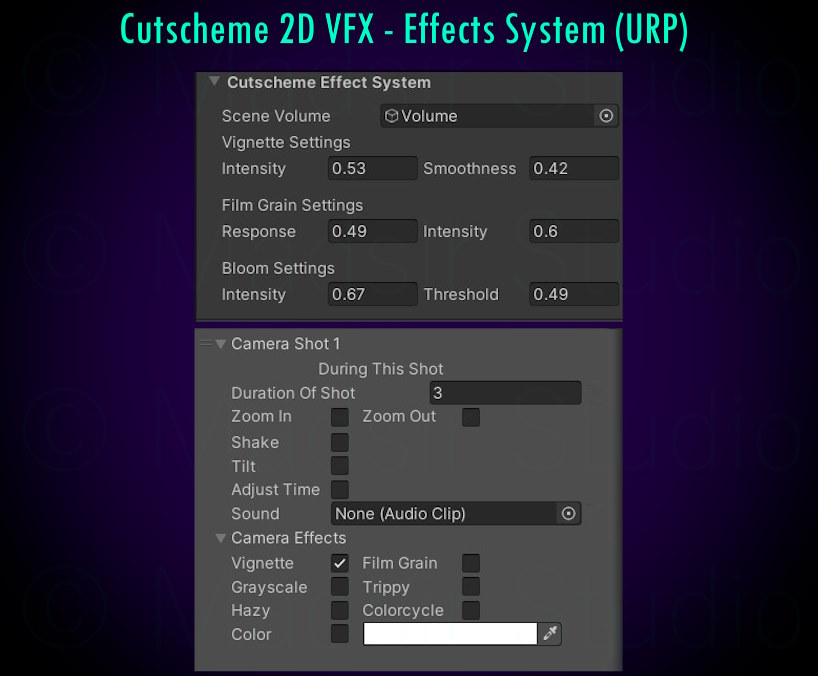 Cutscheme 2D VFX - Effects System (URP)
Cutscheme Effect System
Scene Volume Volume
Vignette Settings
Intensity 0.53 Smoothness 0.42
Film Grain Settings
Response 0.49 Intensity 0.6
Bloom Settings
Intensity 0.67 Threshold 0.49
Camera Shot 1
During This Shot
Duration Of Shot 3
Zoom In Zoom Out
Shake
Tilt
Adjust Time
Sound None (Audio Clip)
Camera Effects
Vignette Film Grain
Grayscale Trippy
Hazy Colorcycle
Color